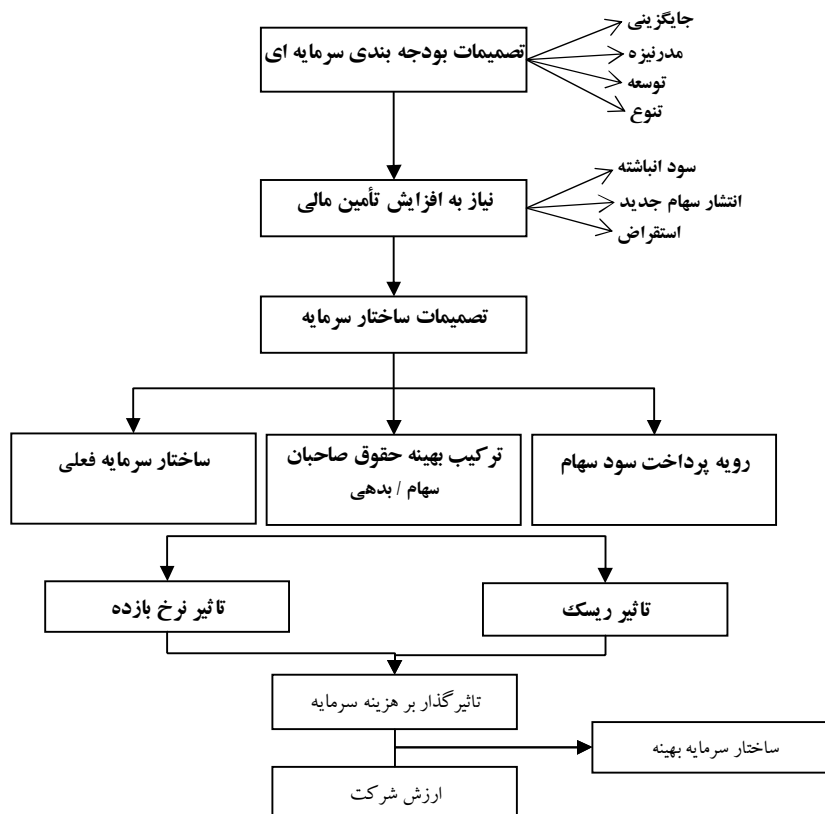 تصمیمات بودجه بندی سرمایه ای
جایگزینی
مدرنیزه
توسعه
تنوع
نیاز به افزایش تأمین مالی
سود انباشته
انتشار سهام جدید
استقراض
تصمیمات ساختار سرمایه
رویه پرداخت سود سهام
ترکیب بهینه حقوق صاحبان
سهام / بدهی
ساختار سرمایه فعلی
تاثیر ریسک
تاثیر نرخ بازده
تاثیرگذار بر هزینه سرمایه
ساختار سرمایه بهینه
ارزش شرکت